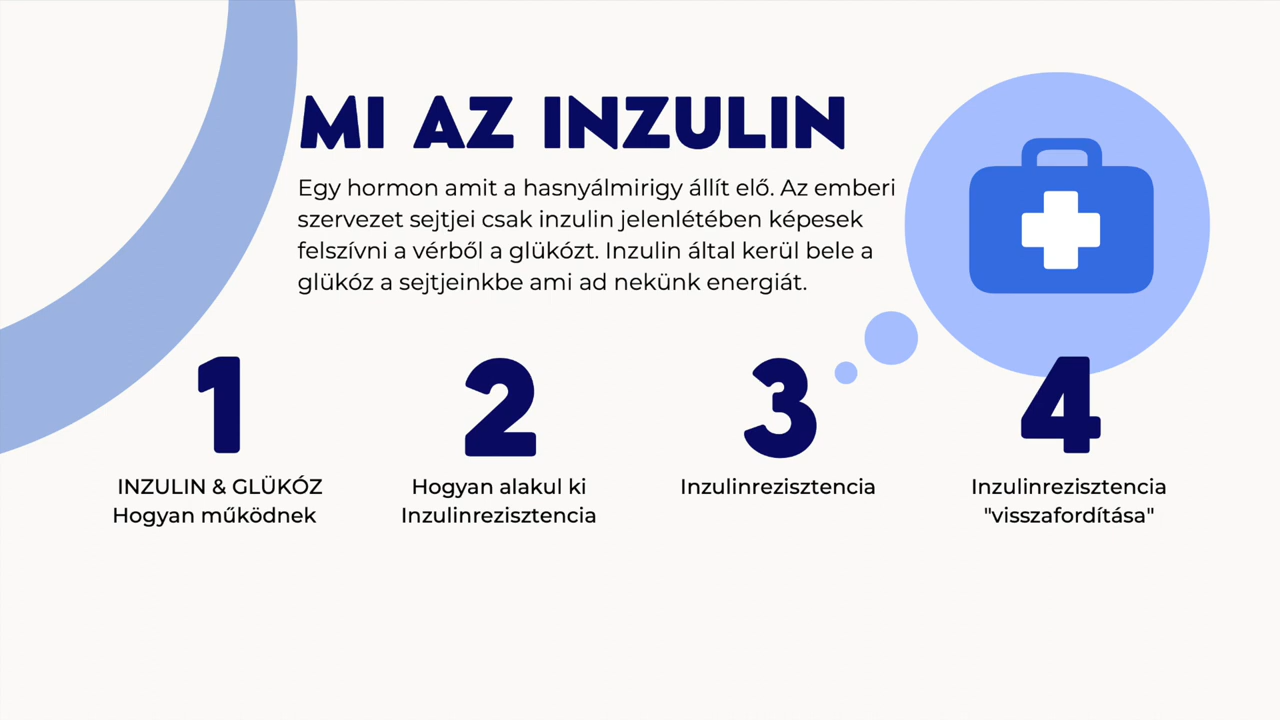 MI AZ INZULIN
Egy hormon amit a hasnyálmirigy állít elő. Az emberi
szervezet sejtjei csak inzulin jelenlétében képesek
felszívni a vérből a glükózt. Inzulin által kerül bele a
glükóz a sejtjeinkbe ami ad nekünk energiát.
1
INZULIN & GLÜKÓZ
Hogyan működnek
2
Hogyan alakul ki
Inzulinrezisztencia
3
Inzulinrezisztencia
4
Inzulinrezisztencia
"visszafordítása"